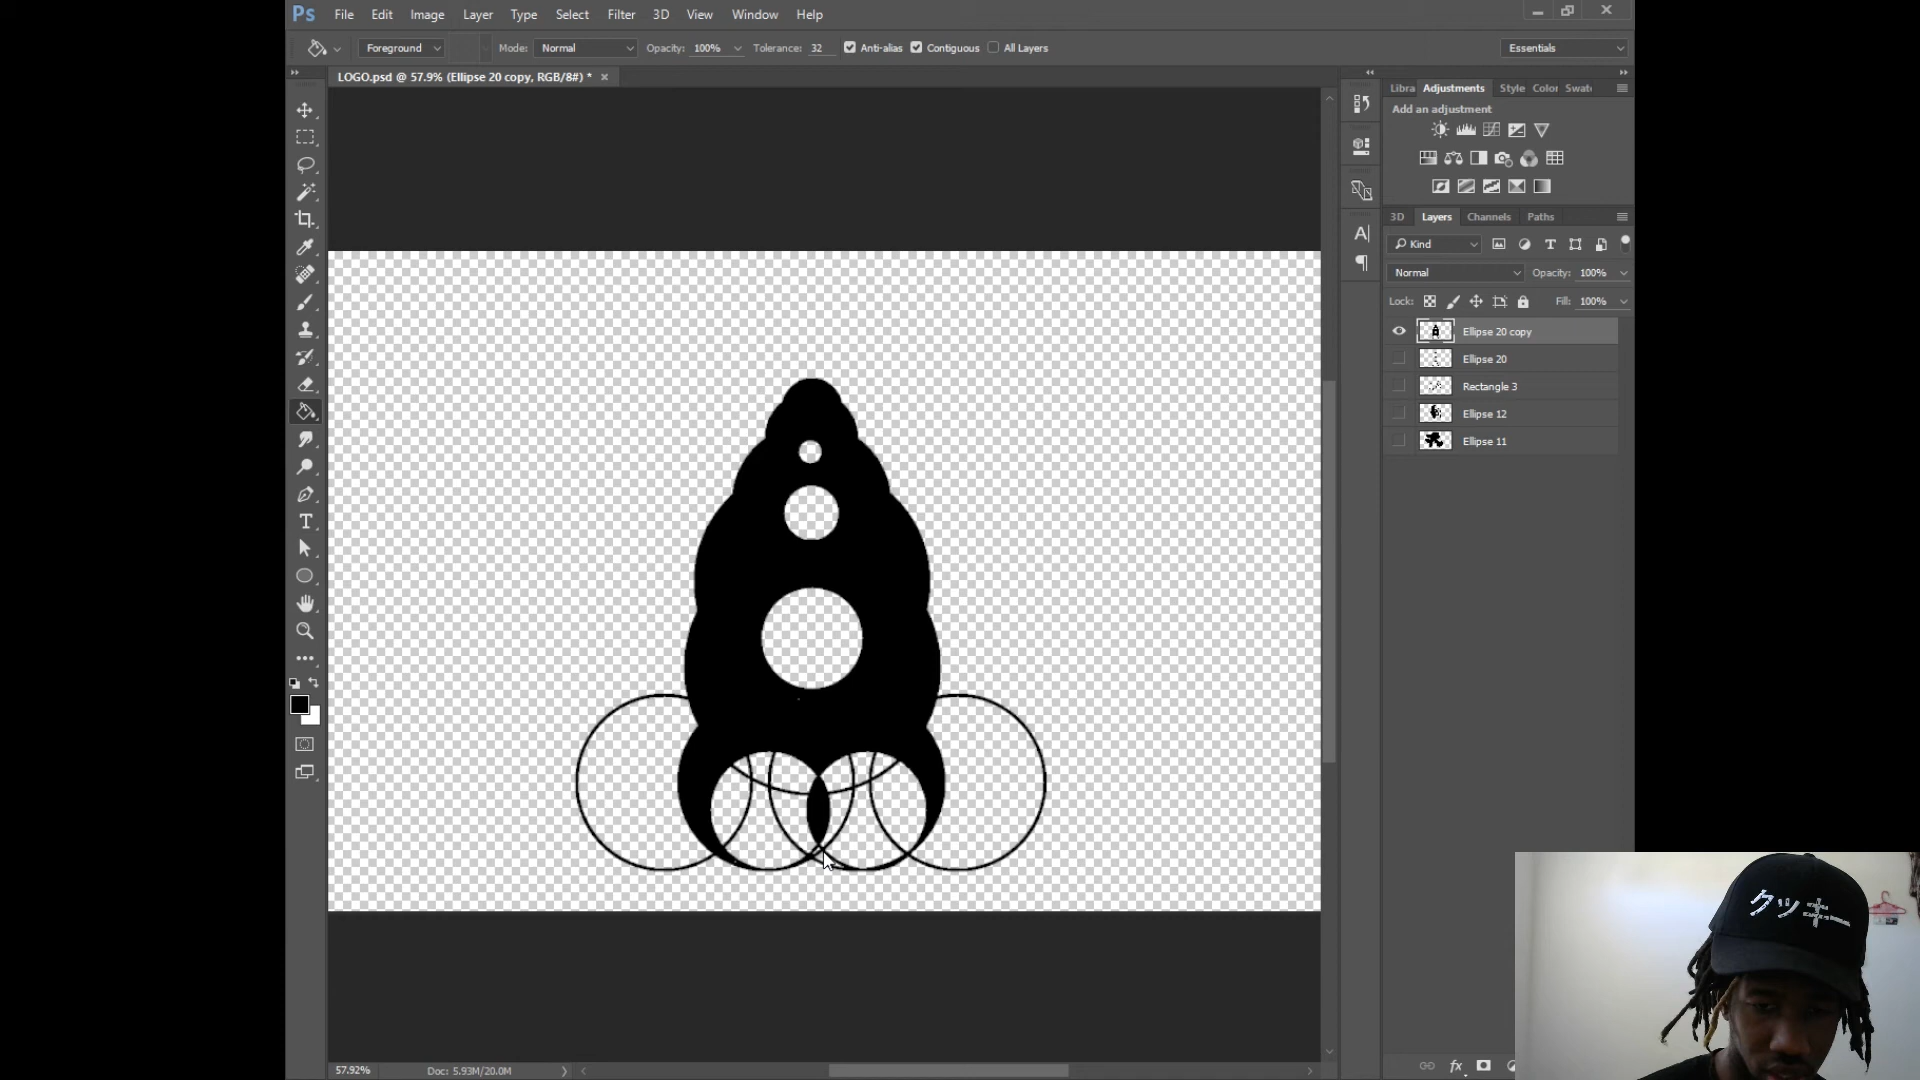 Ps File Edit Image Layer Type Select Filter 3D View Window Help
Foreground Mode: Normal Opacity: 100% Tolerance: 32 Anti-alias Contiguous All Layers Essentials
LOGO.psd @ 57.9% (Ellipse 20 copy, RGB/8#) *
Libra Adjustments Style Color Swat
Add an adjustment
3D Layers Channels Paths
Kind
Normal Opacity: 100%
Lock: Fill: 100%
Ellipse 20 copy
Ellipse 20
Rectangle 3
Ellipse 12
Ellipse 11
クッキー
57.92% Doc: 5.93M/20.0M
fx